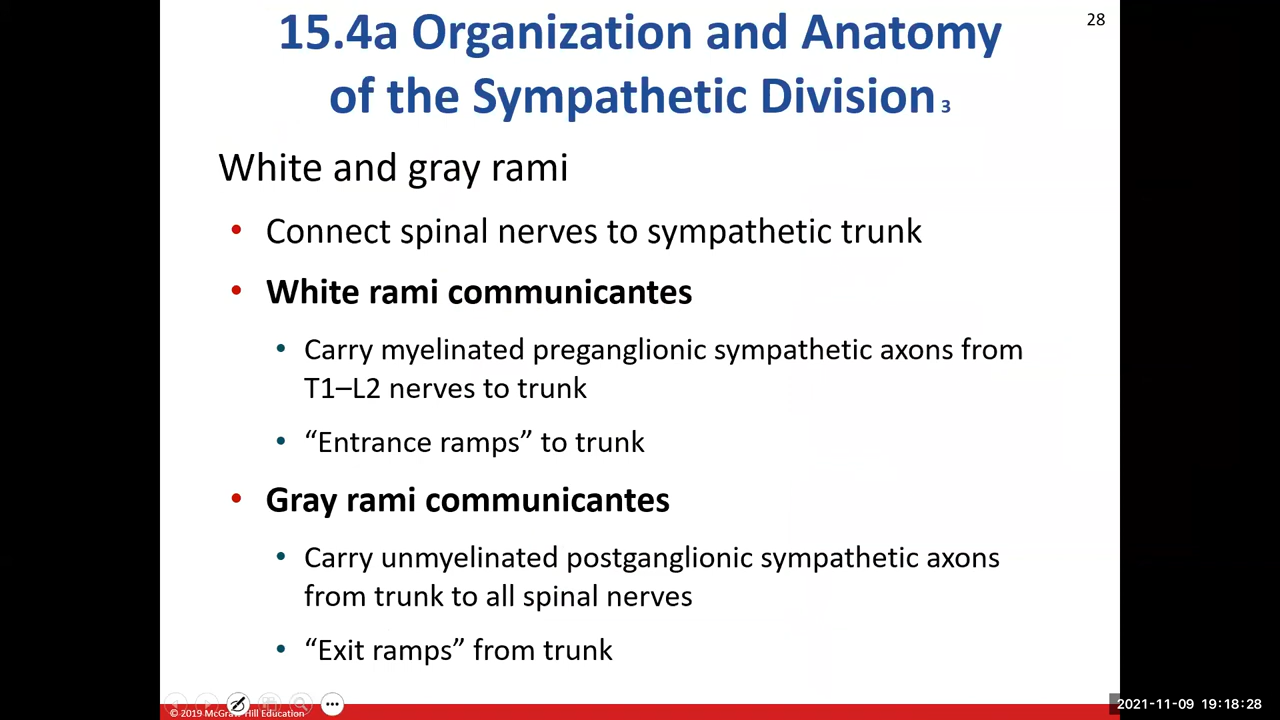 28
15.4a Organization and Anatomy
of the Sympathetic Division 3
White and gray rami
• Connect spinal nerves to sympathetic trunk
• White rami communicantes
• Carry myelinated preganglionic sympathetic axons from
T1–L2 nerves to trunk
• “Entrance ramps” to trunk
• Gray rami communicantes
• Carry unmyelinated postganglionic sympathetic axons
from trunk to all spinal nerves
• “Exit ramps” from trunk
© 2019 McGraw Hill Education
2021-11-09 19:18:28